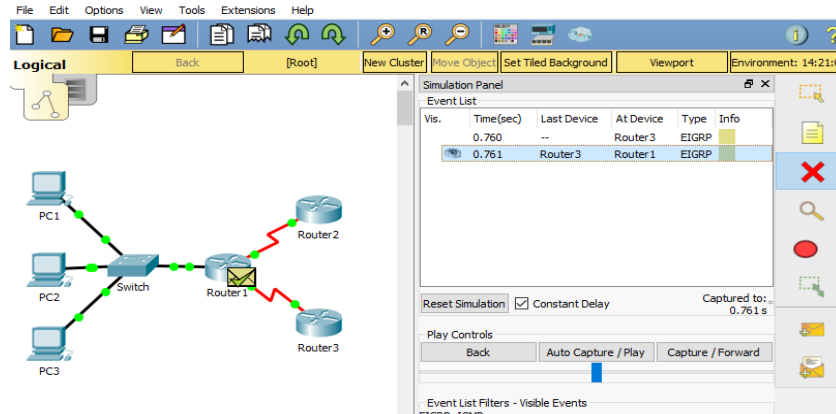 File Edit Options View Tools Extensions Help
Logical Back [Root] New Cluster Move Object Set Tiled Background Viewport Environment: 14:21:
Simulation Panel
Event List
Vis. Time(sec) Last Device At Device Type Info
0.760 -- Router3 EIGRP
0.761 Router3 Router1 EIGRP
PC1
Router2
Switch
PC2
Router1
Router3
PC3
Reset Simulation Constant Delay
Captured to:
0.761 s
Play Controls
Back Auto Capture / Play Capture / Forward
Event List Filters - Visible Events